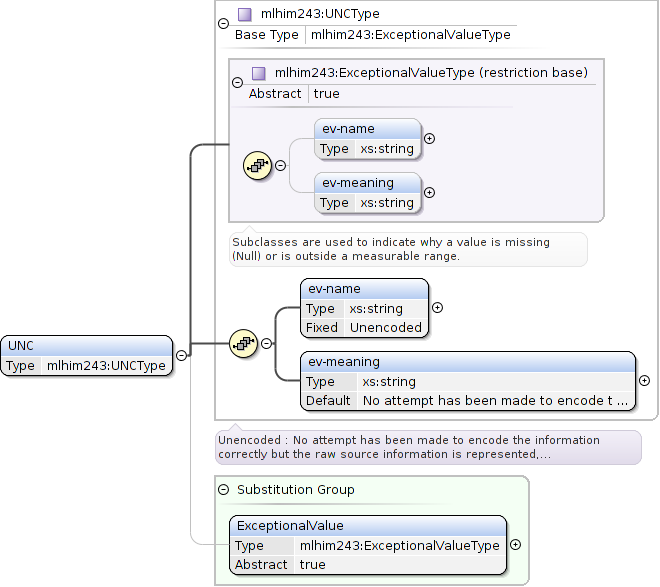 mlhim243:UNCType
Base Type mlhim243:ExceptionalValueType
mlhim243:ExceptionalValueType (restriction base)
Abstract true
ev-name
Type xs:string
ev-meaning
Type xs:string
Subclasses are used to indicate why a value is missing
(Null) or is outside a measurable range.
ev-name
Type xs:string
Fixed Unencoded
UNC
Type mlhim243:UNCType
ev-meaning
Type xs:string
Default No attempt has been made to encode t ...
Unencoded : No attempt has been made to encode the information
correctly but the raw source information is represented,...
Substitution Group
ExceptionalValue
Type mlhim243:ExceptionalValueType
Abstract true